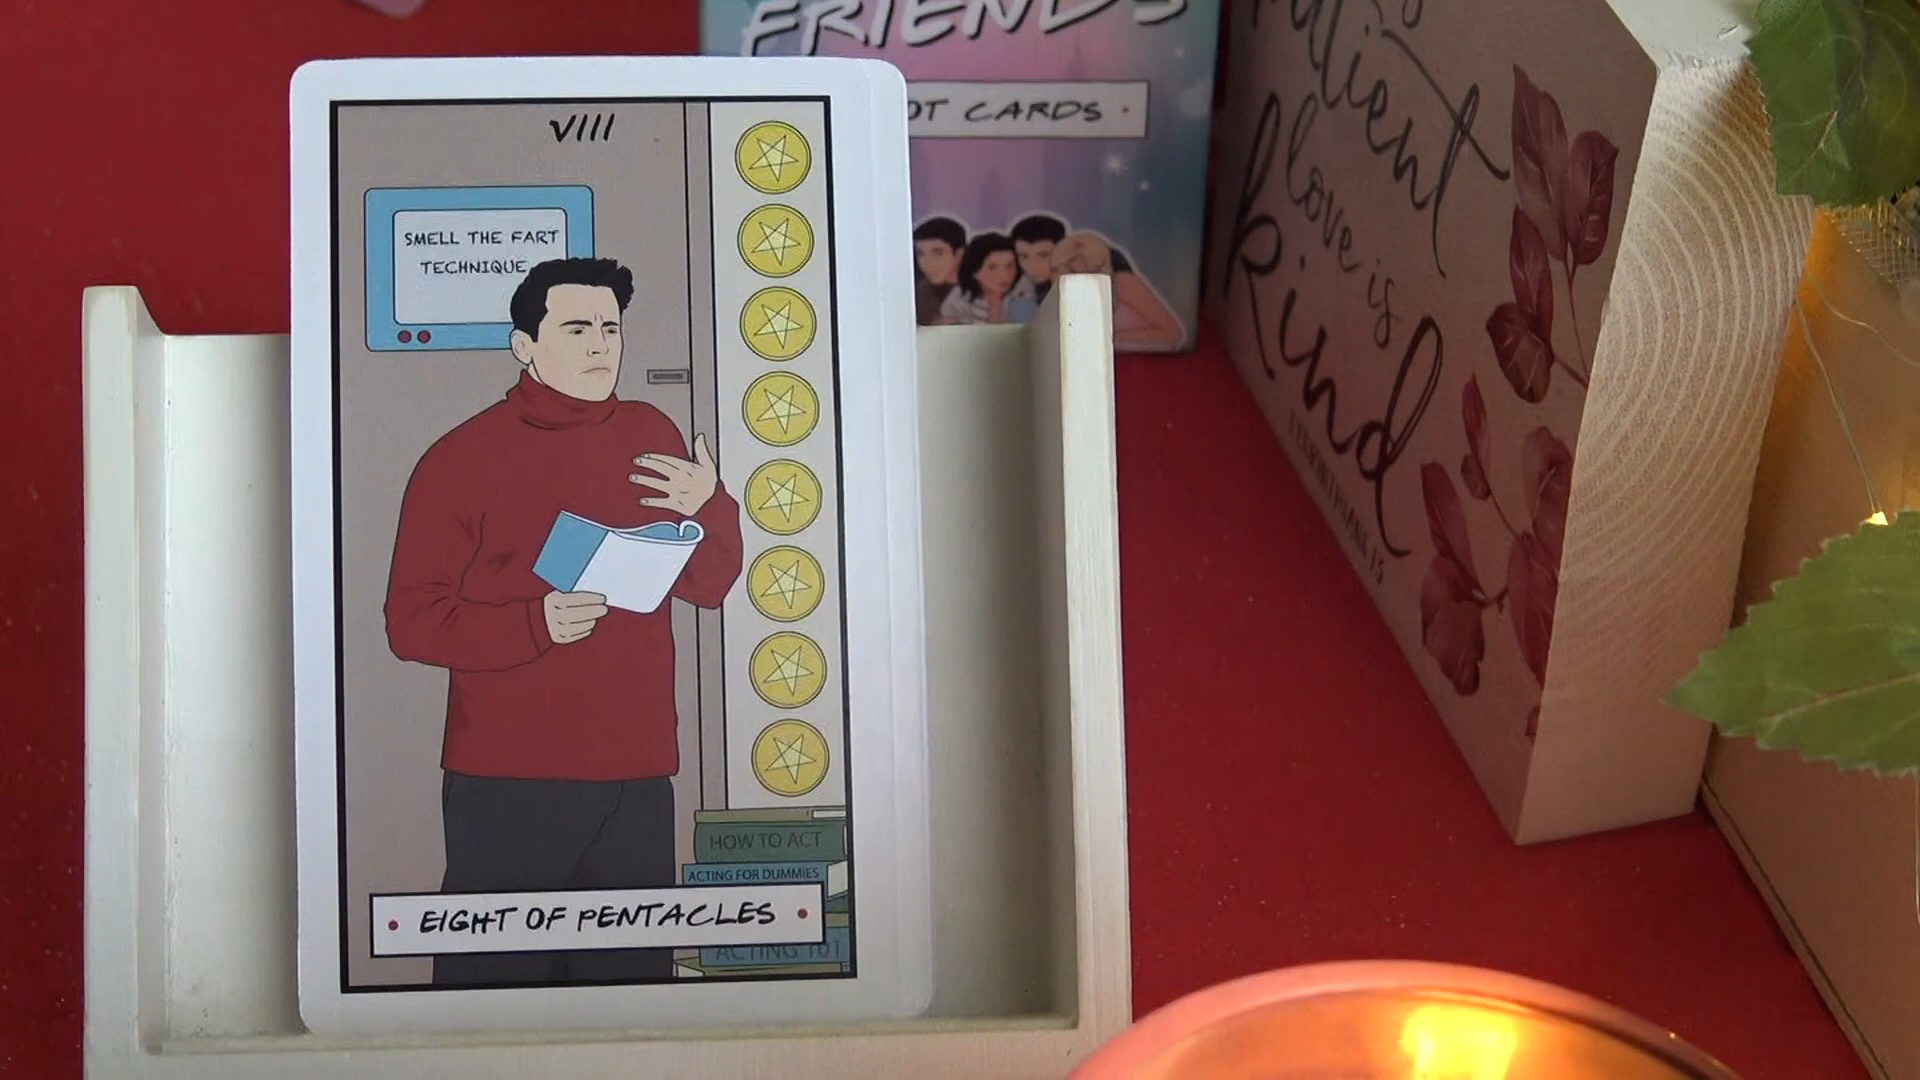 FRIENDS
OT CARDS
VIII
SMELL THE FART
TECHNIQUE
HOW TO ACT
ACTING FOR DUMMIES
• EIGHT OF PENTACLES •
ACTING 101
patient
love is
kind